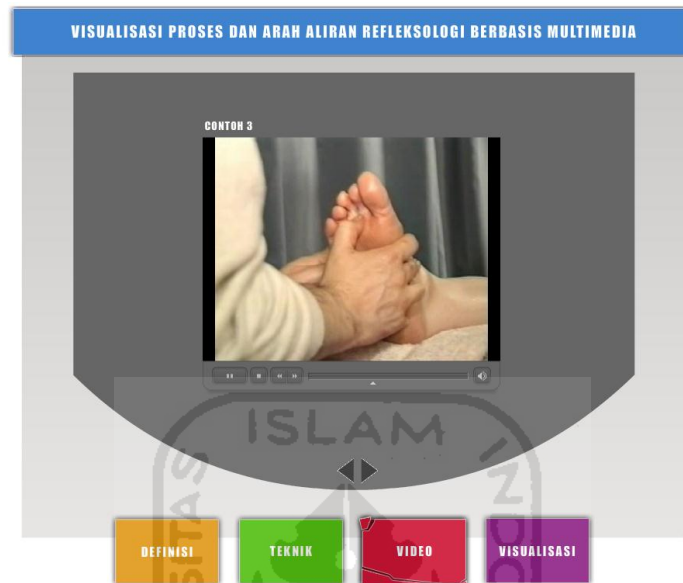 VISUALISASI PROSES DAN ARAH ALIRAN REFLEKSOLOGI BERBASIS MULTIMEDIA
CONTOH 3
ISLAM
DEFINISI
TEKNIK
VIDEO
VISUALISASI